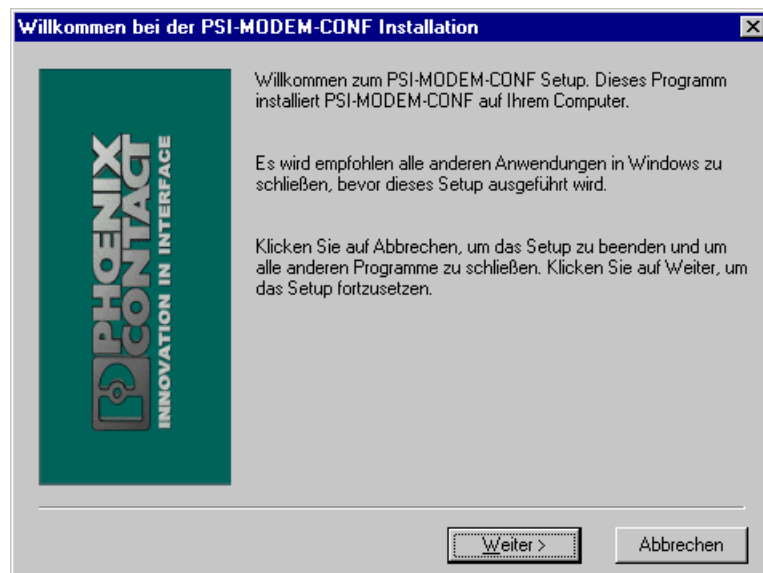 Willkommen bei der PSI-MODEM-CONF Installation
PHOENIX
CONTACT
INNOVATION IN INTERFACE
Willkommen zum PSI-MODEM-CONF Setup. Dieses Programm
installiert PSI-MODEM-CONF auf Ihrem Computer.
Es wird empfohlen alle anderen Anwendungen in Windows zu
schließen, bevor dieses Setup ausgeführt wird.
Klicken Sie auf Abbrechen, um das Setup zu beenden und um
alle anderen Programme zu schließen. Klicken Sie auf Weiter, um
das Setup fortzusetzen.
Weiter >
Abbrechen